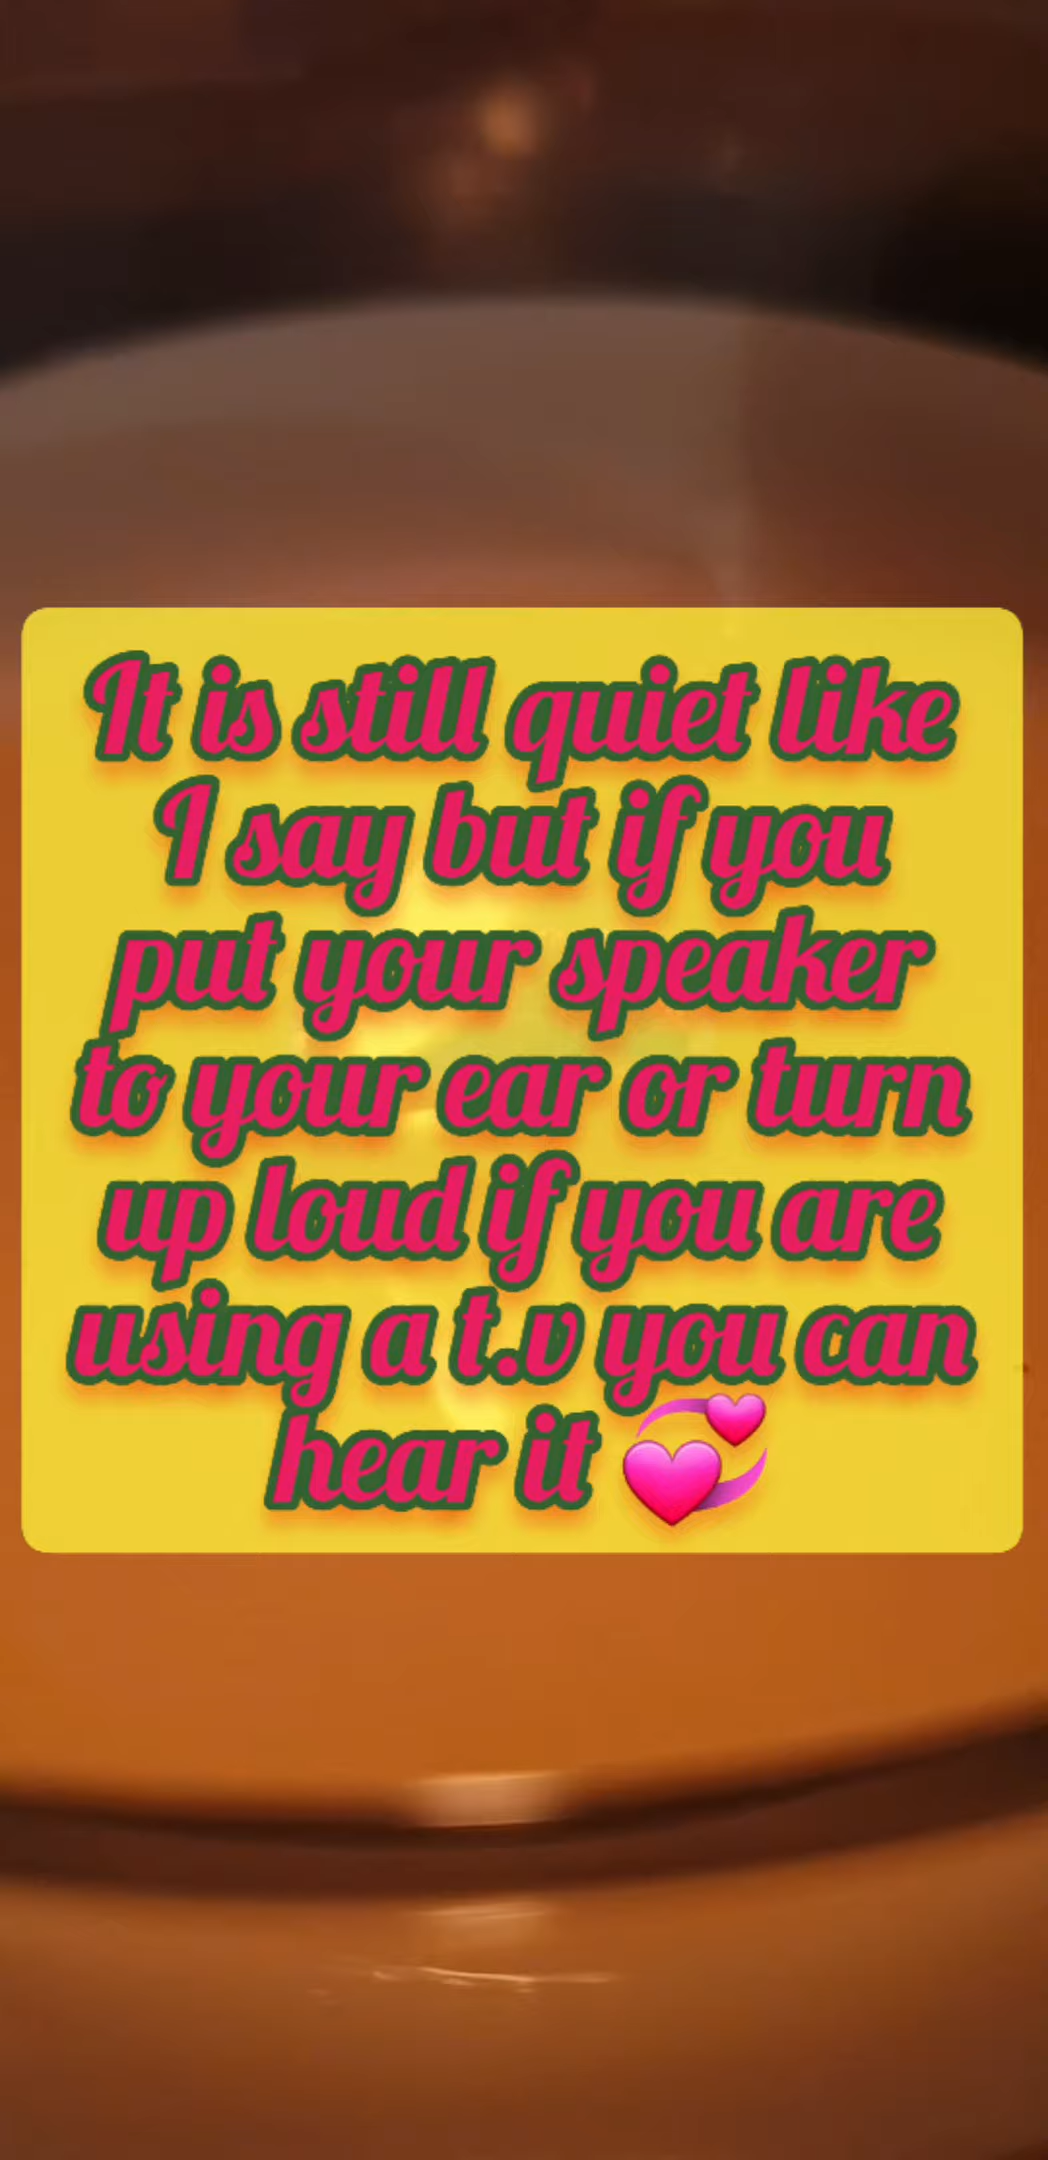 It is still quiet like
I say but if you
put your speaker
to your ear or turn
up loud if you are
using a t.v you can
hear it 💞